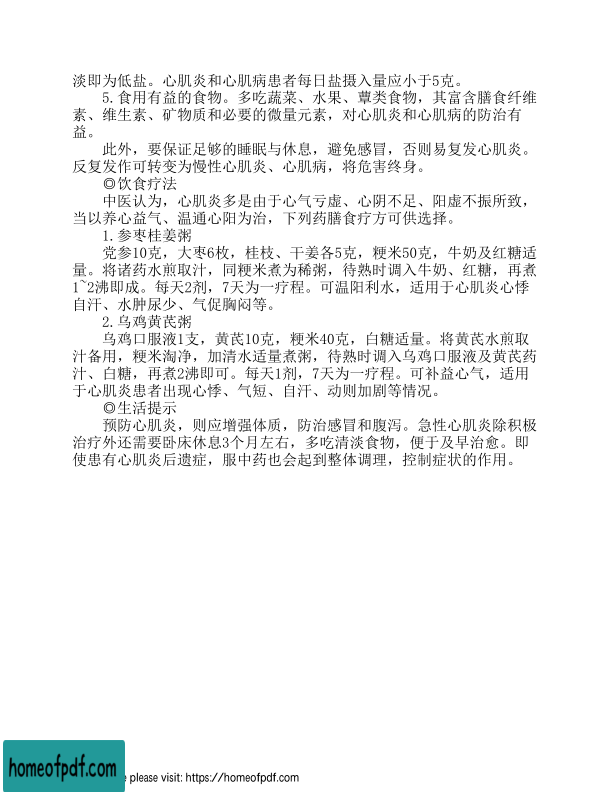 淡即为低盐。心肌炎和心肌病患者每日盐摄入量应小于5克。
5.食用有益的食物。多吃蔬菜、水果、蕈类食物，其富含膳食纤维
素、维生素、矿物质和必要的微量元素，对心肌炎和心肌病的防治有
益。
此外，要保证足够的睡眠与休息，避免感冒，否则易复发心肌炎。
反复发作可转变为慢性心肌炎、心肌病，将危害终身。
◎饮食疗法
中医认为，心肌炎多是由于心气亏虚、心阴不足、阳虚不振所致，
当以养心益气、温通心阳为治，下列药膳食疗方可供选择。
1.参枣桂姜粥
党参10克，大枣6枚，桂枝、干姜各5克，粳米50克，牛奶及红糖适
量。将诸药水煎取汁，同粳米煮为稀粥，待熟时调入牛奶、红糖，再煮
1~2沸即成。每天2剂，7天为一疗程。可温阳利水，适用于心肌炎心悸
自汗、水肿尿少、气促胸闷等。
2.乌鸡黄芪粥
乌鸡口服液1支，黄芪10克，粳米40克，白糖适量。将黄芪水煎取
汁备用，粳米淘净，加清水适量煮粥，待熟时调入乌鸡口服液及黄芪药
汁、白糖，再煮2沸即可。每天1剂，7天为一疗程。可补益心气，适用
于心肌炎患者出现心悸、气短、自汗、动则加剧等情况。
◎生活提示
预防心肌炎，则应增强体质，防治感冒和腹泻。急性心肌炎除积极
治疗外还需要卧床休息3个月左右，多吃清淡食物，便于及早治愈。即
使患有心肌炎后遗症，服中药也会起到整体调理，控制症状的作用。
homeofpdf.com
e please visit: https://homeofpdf.com